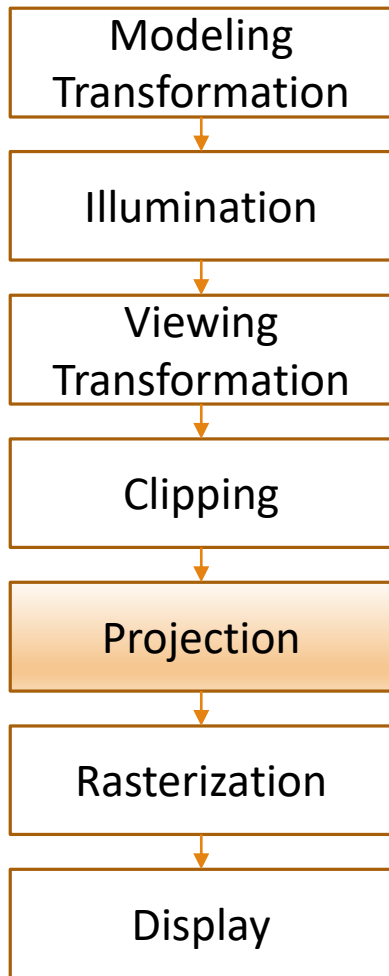 Modeling
Transformation
Illumination
Viewing
Transformation
Clipping
Projection
Rasterization
Display